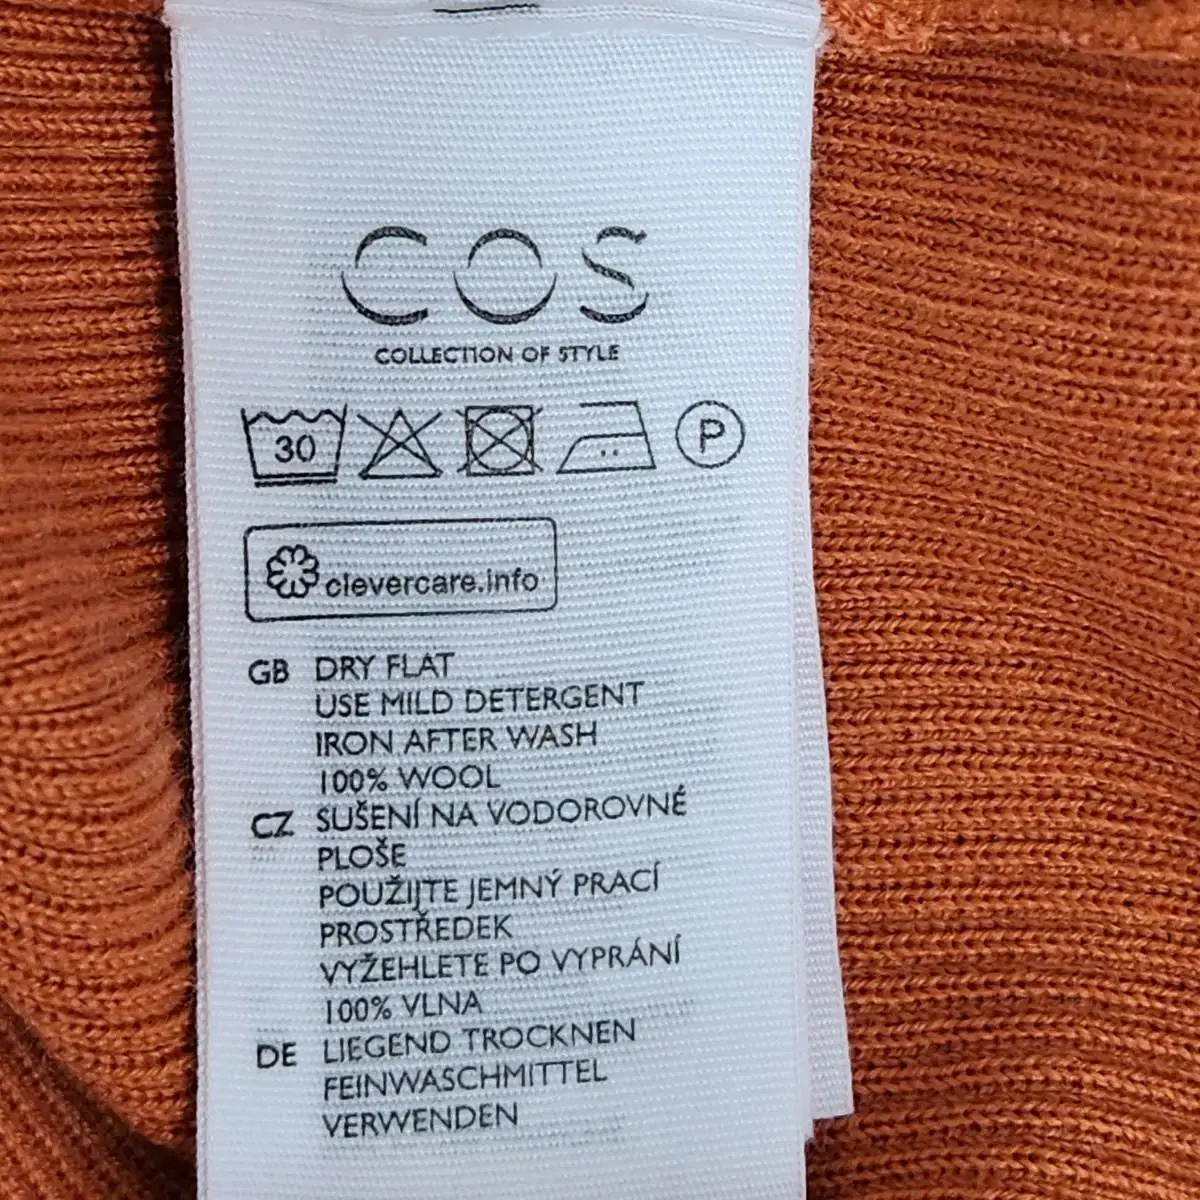 COS
COLLECTION OF STYLE
30
P
clevercare.info
GB DRY FLAT
USE MILD DETERGENT
IRON AFTER WASH
100% WOOL
CZ SUŠENÍ NA VODOROVNÉ
PLOŠE
POUŽIJTE JEMNÝ PRACÍ
PROSTŘEDEK
VYŽEHLETE PO VYPRÁNÍ
100% VLNA
DE LIEGEND TROCKNEN
FEINWASCHMITTEL
VERWENDEN